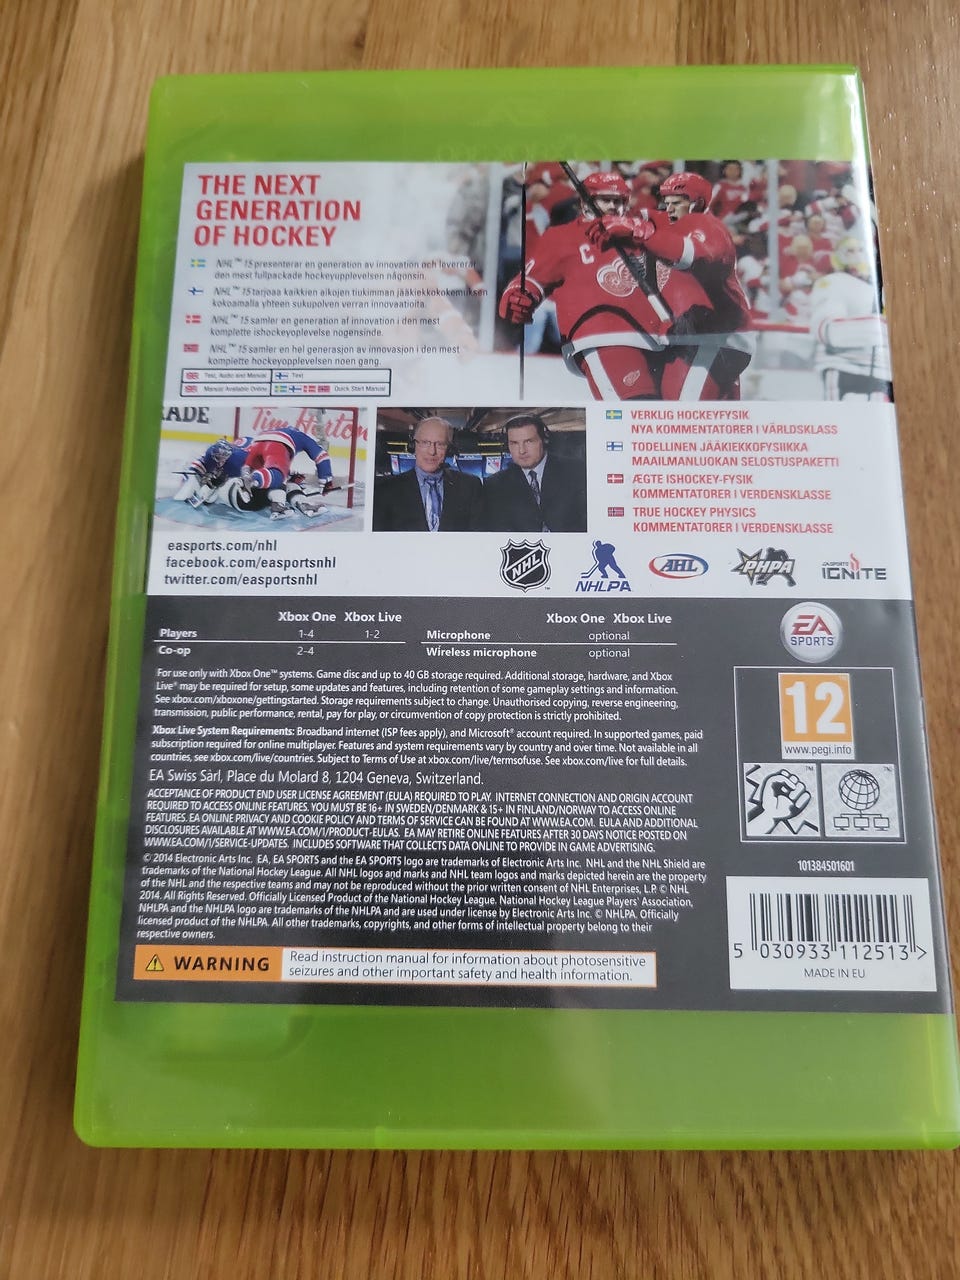 THE NEXT
GENERATION
OF HOCKEY
NHL™ 15 presenterar en generation av innovation och levererar
den mest fullpackade hockeyupplevelsen någonsin.
NHL™ 15 tarjoaa kaikkien aikojen tiukimman jääkiekkokokemuksen
kokoamalla yhteen sukupolven verran innovaatioita.
NHL™ 15 samler en generation af innovation i den mest
komplette ishockeyoplevelse nogensinde.
NHL™ 15 samler en hel generasjon av innovasjon i den mest
komplette hockeyopplevelsen noen gang.
Text, Audio and Manual
Text
Manual Available Online
Quick Start Manual
C
ADE
Tim Hortons
VERKLIG HOCKEYFYSIK
NYA KOMMENTATORER I VÄRLDSKLASS
TODELLINEN JÄÄKIEKKOFYSIIKKA
MAAILMANLUOKAN SELOSTUSPAKETTI
ÆGTE ISHOCKEY-FYSIK
KOMMENTATORER I VERDENSKLASSE
TRUE HOCKEY PHYSICS
KOMMENTATORER I VERDENSKLASSE
easports.com/nhl
facebook.com/easportsnhl
twitter.com/easportsnhl
NHL
NHLPA
AHL
PHPA
EA SPORTS
IGNITE
Xbox One Xbox Live
Players 1-4 1-2
Co-op 2-4
Xbox One Xbox Live
Microphone optional
Wireless microphone optional
EA
SPORTS
For use only with Xbox One™ systems. Game disc and up to 40 GB storage required. Additional storage, hardware, and Xbox
Live® may be required for setup, some updates and features, including retention of some gameplay settings and information.
See xbox.com/xboxone/gettingstarted. Storage requirements subject to change. Unauthorised copying, reverse engineering,
transmission, public performance, rental, pay for play, or circumvention of copy protection is strictly prohibited.
Xbox Live System Requirements: Broadband internet (ISP fees apply), and Microsoft® account required. In supported games, paid
subscription required for online multiplayer. Features and system requirements vary by country and over time. Not available in all
countries, see xbox.com/live/countries. Subject to Terms of Use at xbox.com/live/termsofuse. See xbox.com/live for full details.
EA Swiss Sàrl, Place du Molard 8, 1204 Geneva, Switzerland.
ACCEPTANCE OF PRODUCT END USER LICENSE AGREEMENT (EULA) REQUIRED TO PLAY. INTERNET CONNECTION AND ORIGIN ACCOUNT
REQUIRED TO ACCESS ONLINE FEATURES. YOU MUST BE 16+ IN SWEDEN/DENMARK & 15+ IN FINLAND/NORWAY TO ACCESS ONLINE
FEATURES. EA ONLINE PRIVACY AND COOKIE POLICY AND TERMS OF SERVICE CAN BE FOUND AT WWW.EA.COM. EULA AND ADDITIONAL
DISCLOSURES AVAILABLE AT WWW.EA.COM/1/PRODUCT-EULAS. EA MAY RETIRE ONLINE FEATURES AFTER 30 DAYS NOTICE POSTED ON
WWW.EA.COM/1/SERVICE-UPDATES. INCLUDES SOFTWARE THAT COLLECTS DATA ONLINE TO PROVIDE IN GAME ADVERTISING.
© 2014 Electronic Arts Inc. EA, EA SPORTS and the EA SPORTS logo are trademarks of Electronic Arts Inc. NHL and the NHL Shield are
trademarks of the National Hockey League. All NHL logos and marks and NHL team logos and marks depicted herein are the property
of the NHL and the respective teams and may not be reproduced without the prior written consent of NHL Enterprises, L.P. © NHL
2014. All Rights Reserved. Officially Licensed Product of the National Hockey League. National Hockey League Players' Association,
NHLPA and the NHLPA logo are trademarks of the NHLPA and are used under license by Electronic Arts Inc. © NHLPA. Officially
licensed product of the NHLPA. All other trademarks, copyrights, and other forms of intellectual property belong to their
respective owners.
WARNING
Read instruction manual for information about photosensitive
seizures and other important safety and health information.
12
www.pegi.info
TM
TM
101384501601
5 030933 112513 >
MADE IN EU